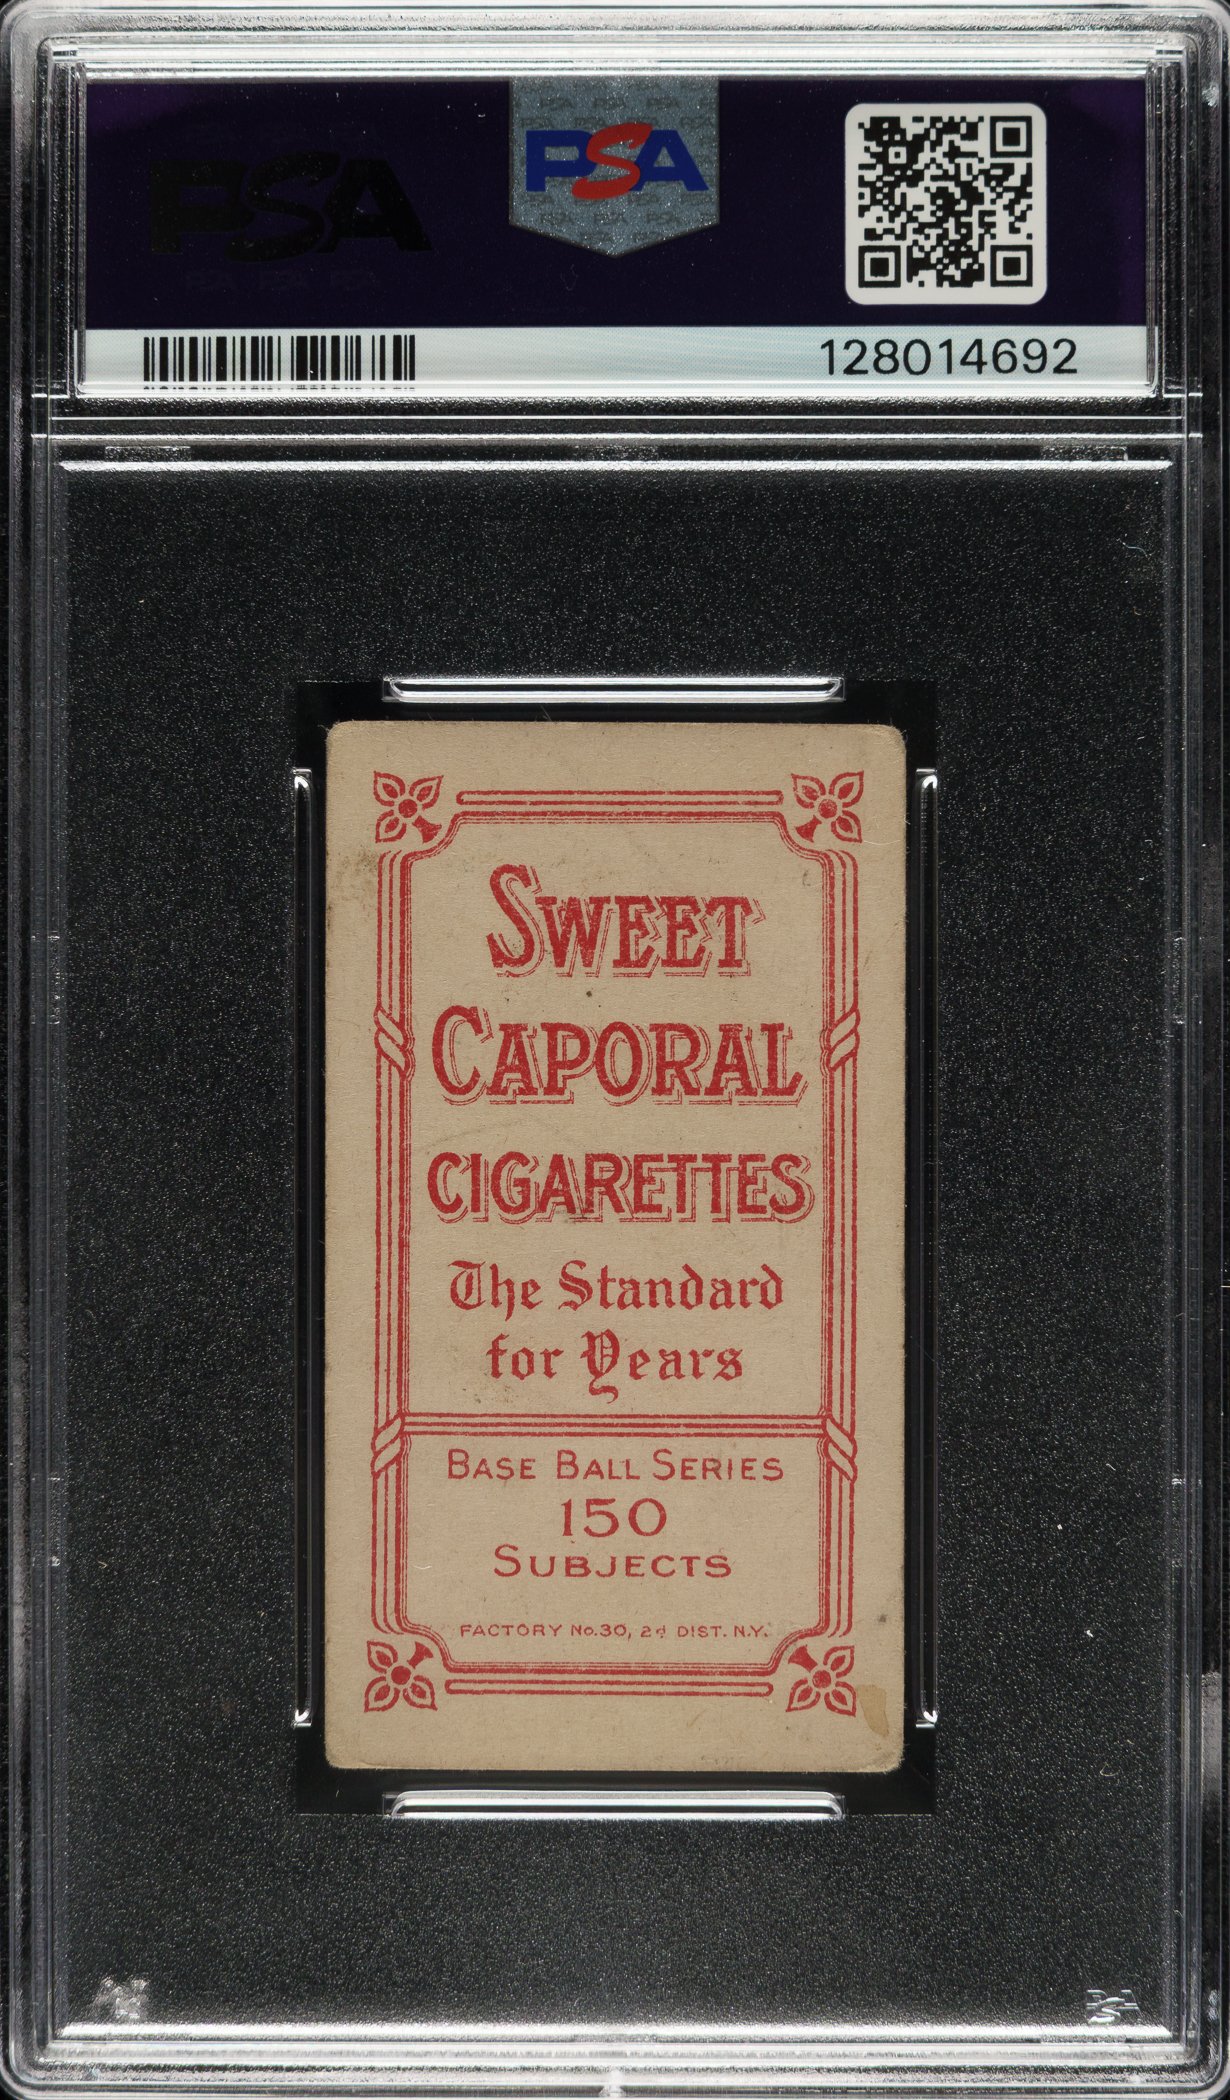 PSA
PSA
128014692
SWEET
CAPORAL
CIGARETTES
The Standard
for Years
BASE BALL SERIES
150
SUBJECTS
FACTORY No.30, 2d DIST. N.Y.